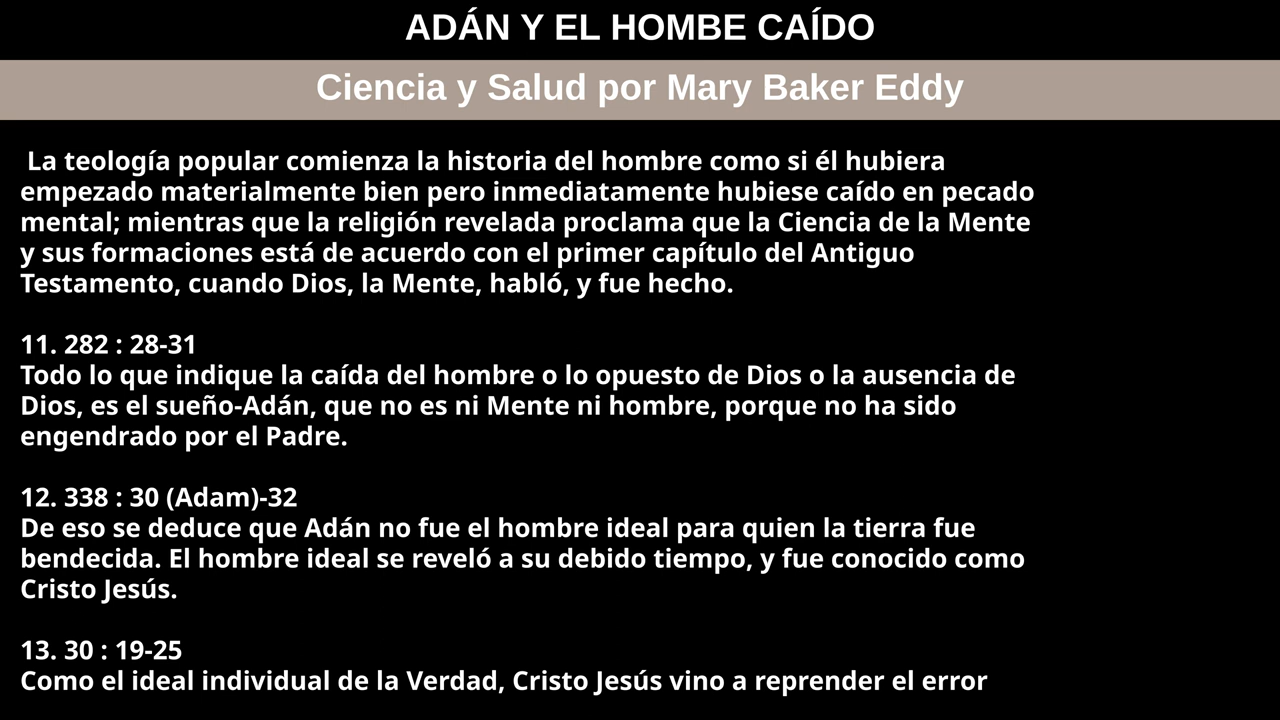 ADÁN Y EL HOMBE CAÍDO
Ciencia y Salud por Mary Baker Eddy
La teología popular comienza la historia del hombre como si él hubiera
empezado materialmente bien pero inmediatamente hubiese caído en pecado
mental; mientras que la religión revelada proclama que la Ciencia de la Mente
y sus formaciones está de acuerdo con el primer capítulo del Antiguo
Testamento, cuando Dios, la Mente, habló, y fue hecho.
11. 282 : 28-31
Todo lo que indique la caída del hombre o lo opuesto de Dios o la ausencia de
Dios, es el sueño-Adán, que no es ni Mente ni hombre, porque no ha sido
engendrado por el Padre.
12. 338 : 30 (Adam)-32
De eso se deduce que Adán no fue el hombre ideal para quien la tierra fue
bendecida. El hombre ideal se reveló a su debido tiempo, y fue conocido como
Cristo Jesús.
13. 30 : 19-25
Como el ideal individual de la Verdad, Cristo Jesús vino a reprender el error